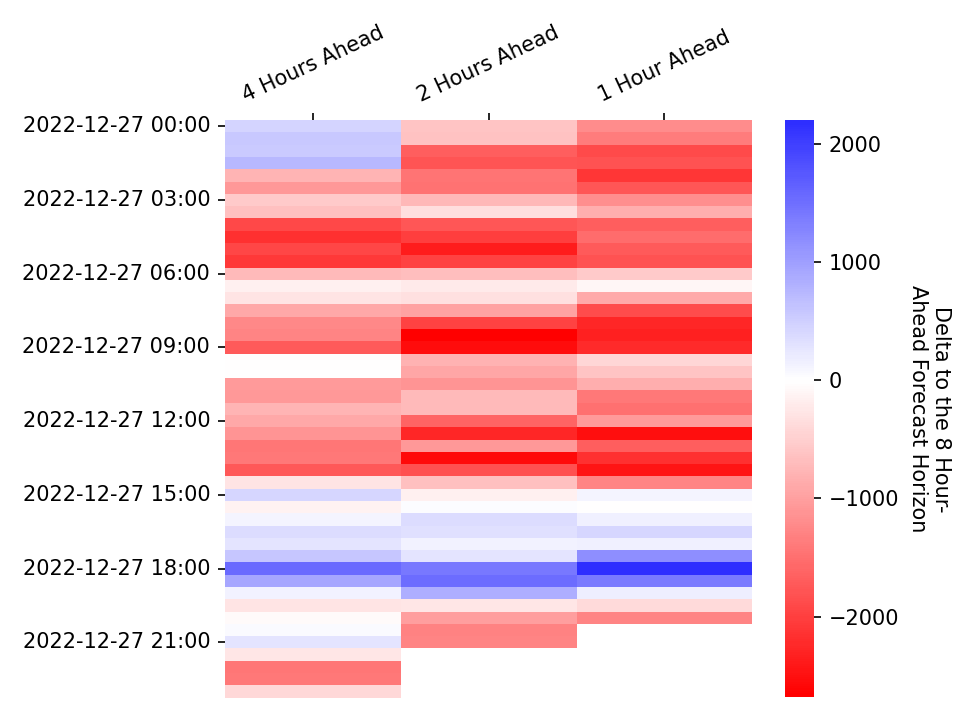 4 Hours Ahead
2 Hours Ahead
1 Hour Ahead
2022-12-27 00:00
2022-12-27 03:00
2022-12-27 06:00
2022-12-27 09:00
2022-12-27 12:00
2022-12-27 15:00
2022-12-27 18:00
2022-12-27 21:00
2000
1000
0
−1000
−2000
Delta to the 8 Hour-
Ahead Forecast Horizon